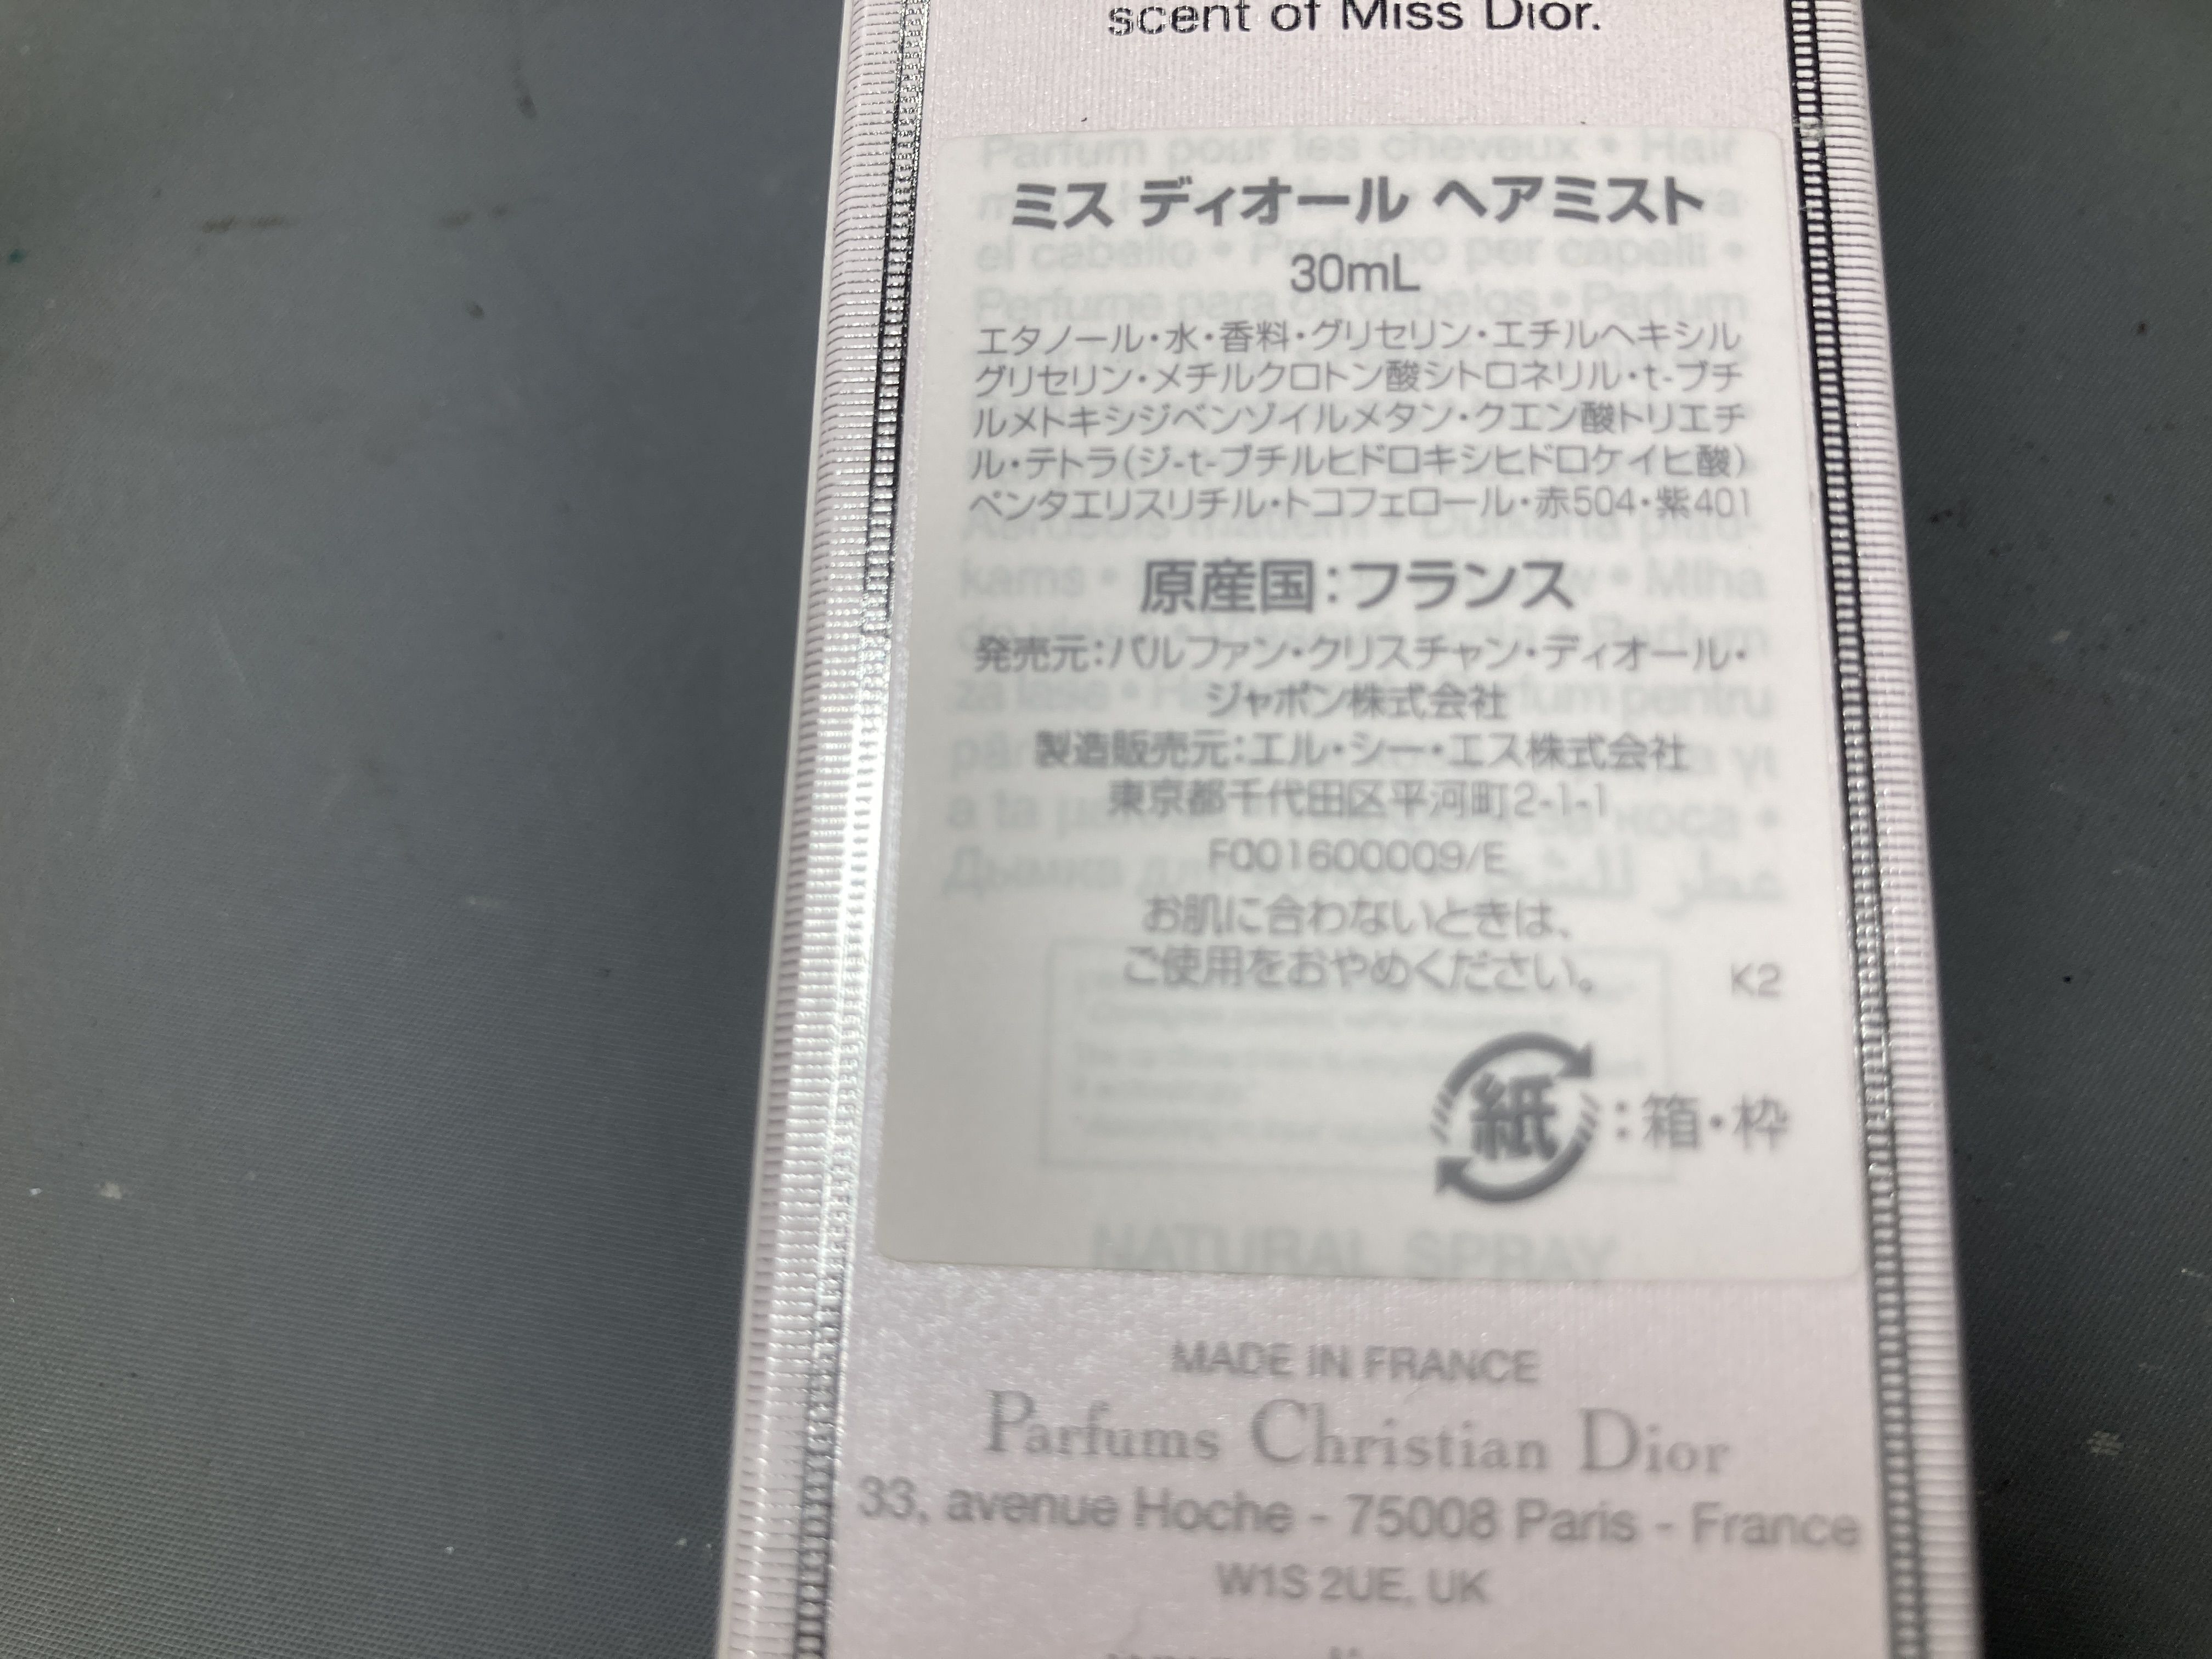 scent of Miss Dior.
ミス ディオール ヘアミスト
30mL
エタノール・水・香料・グリセリン・エチルヘキシル
グリセリン・メチルクロトン酸シトロネリル・t-ブチ
ルメトキシジベンゾイルメタン・クエン酸トリエチ
ル・テトラ(ジ-t-ブチルヒドロキシヒドロケイヒ酸)
ペンタエリスリチル・トコフェロール・赤504・紫401
原産国:フランス
発売元:パルファン・クリスチャン・ディオール・
ジャポン株式会社
製造販売元:エル・シー・エス株式会社
東京都千代田区平河町2-1-1
F001600009/E
お肌に合わないときは、
ご使用をおやめください。
K2
紙:箱・枠
NATURAL SPRAY
MADE IN FRANCE
Parfums Christian Dior
33, avenue Hoche - 75008 Paris - France
W1S 2UE, UK